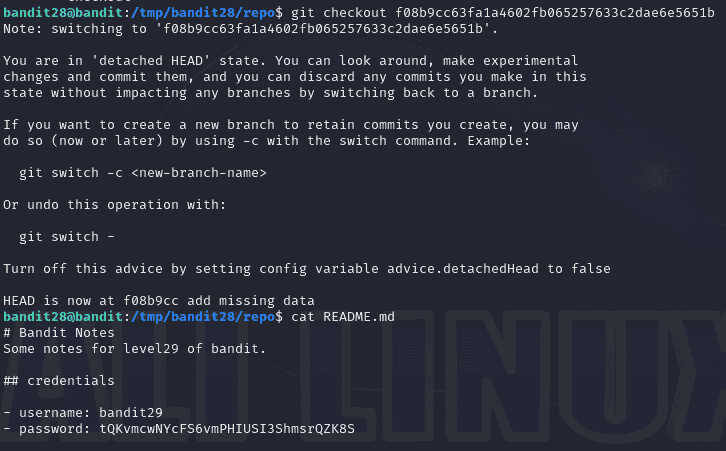 bandit28@bandit:/tmp/bandit28/repo$ git checkout f08b9cc63fa1a4602fb065257633c2dae6e5651b
Note: switching to 'f08b9cc63fa1a4602fb065257633c2dae6e5651b'.
You are in 'detached HEAD' state. You can look around, make experimental
changes and commit them, and you can discard any commits you make in this
state without impacting any branches by switching back to a branch.
If you want to create a new branch to retain commits you create, you may
do so (now or later) by using -c with the switch command. Example:
git switch -c <new-branch-name>
Or undo this operation with:
git switch -
Turn off this advice by setting config variable advice.detachedHead to false
HEAD is now at f08b9cc add missing data
bandit28@bandit:/tmp/bandit28/repo$ cat README.md
# Bandit Notes
Some notes for level29 of bandit.
## credentials
- username: bandit29
- password: tQKvmcwNYcFS6vmPHIUSI3ShmsrQZK8S
ALI LINUX